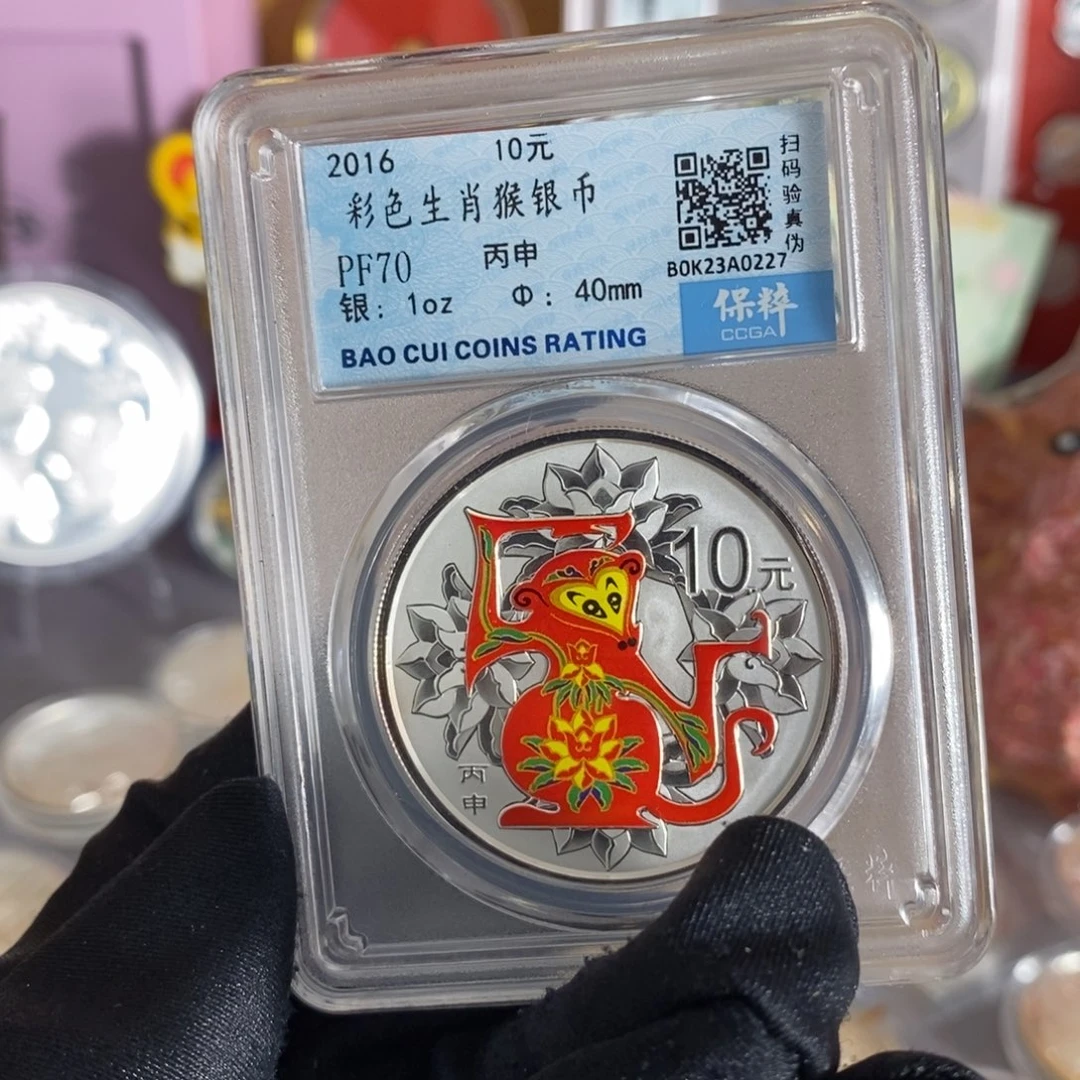 2016 10元
彩色生肖猴银币
PF70 丙申
银: 1oz Φ: 40mm
BAO CUI COINS RATING
扫码验真伪
B0K23A0227
保粹
CCGA
10元
丙申
粹